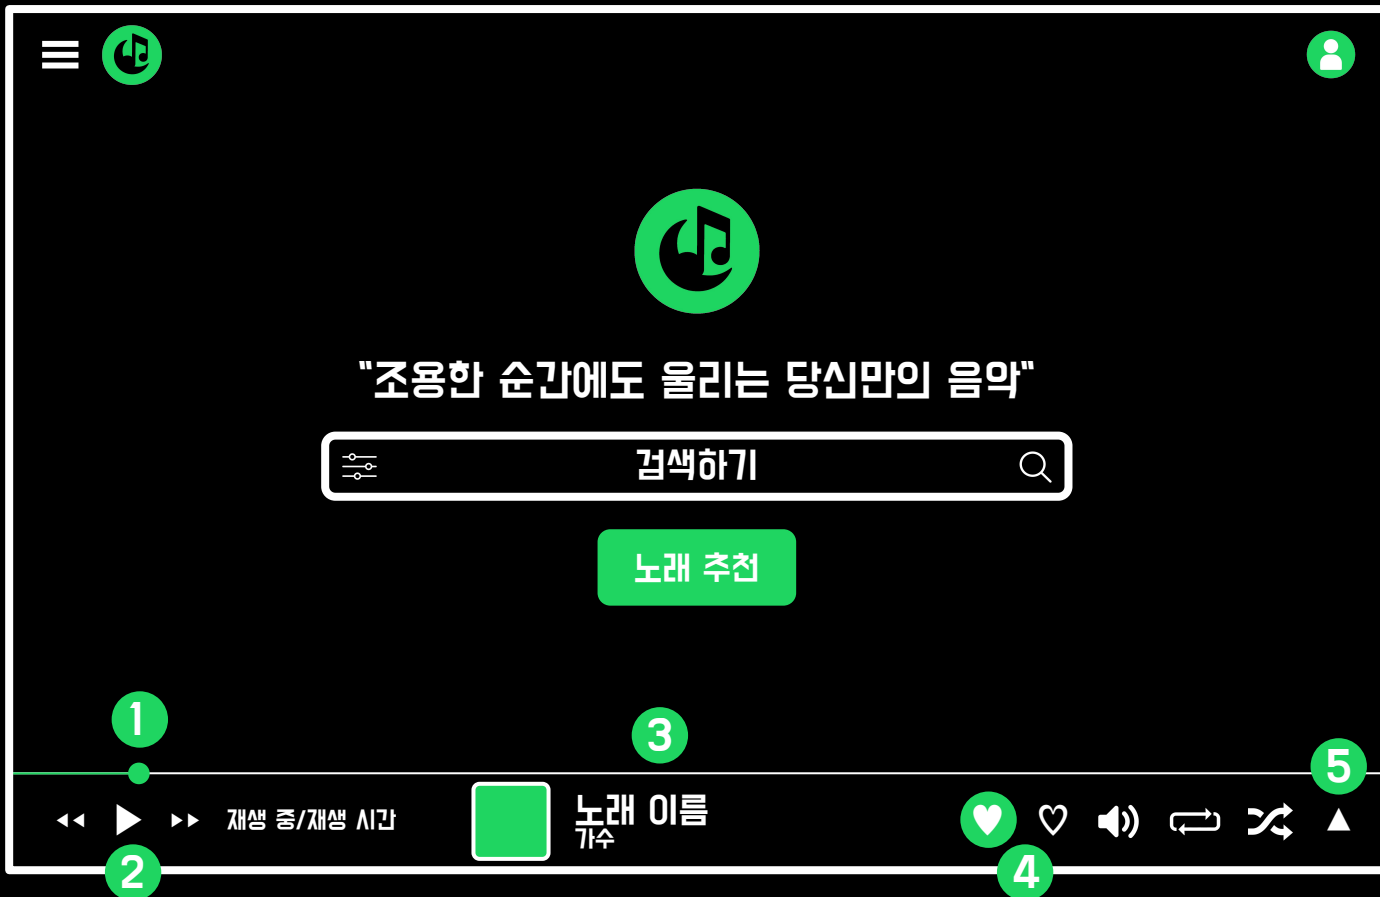 "조용한 순간에도 울리는 당신만의 음악"
검색하기
노래 추천
1
3
5
재생 중/재생 시간
노래 이름
가수
2
4